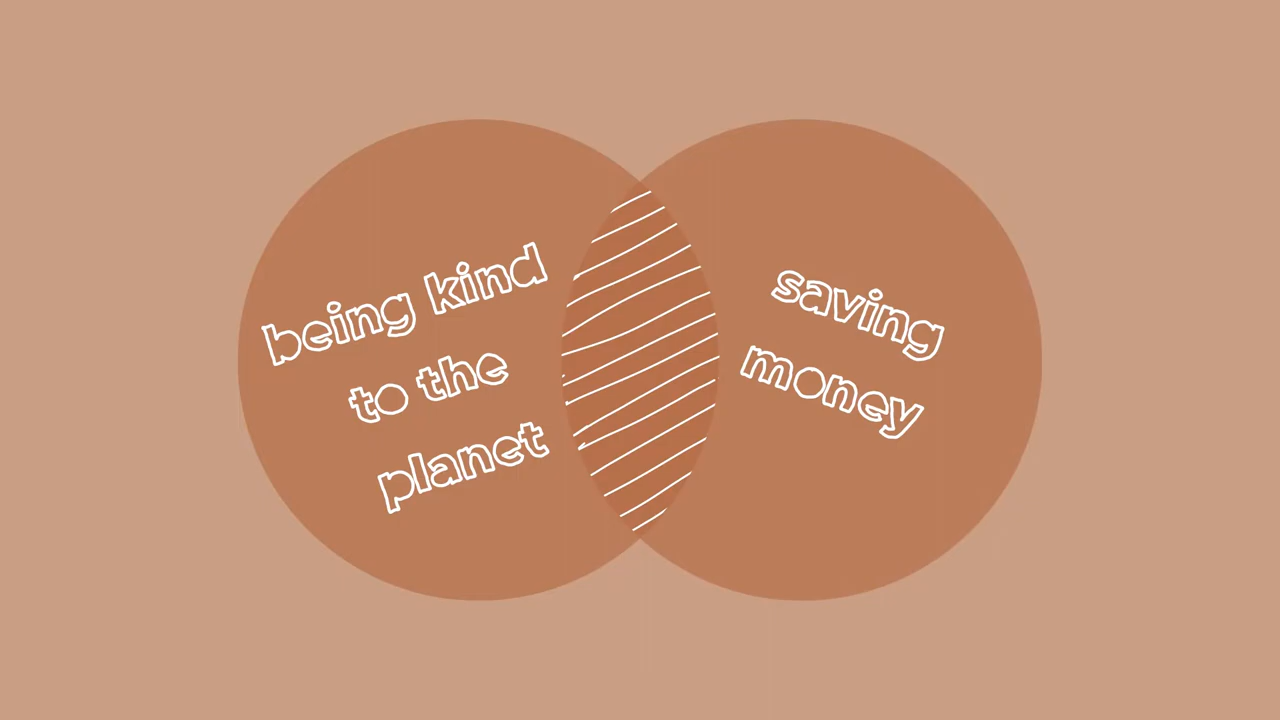 being kind
to the
planet
saving
money